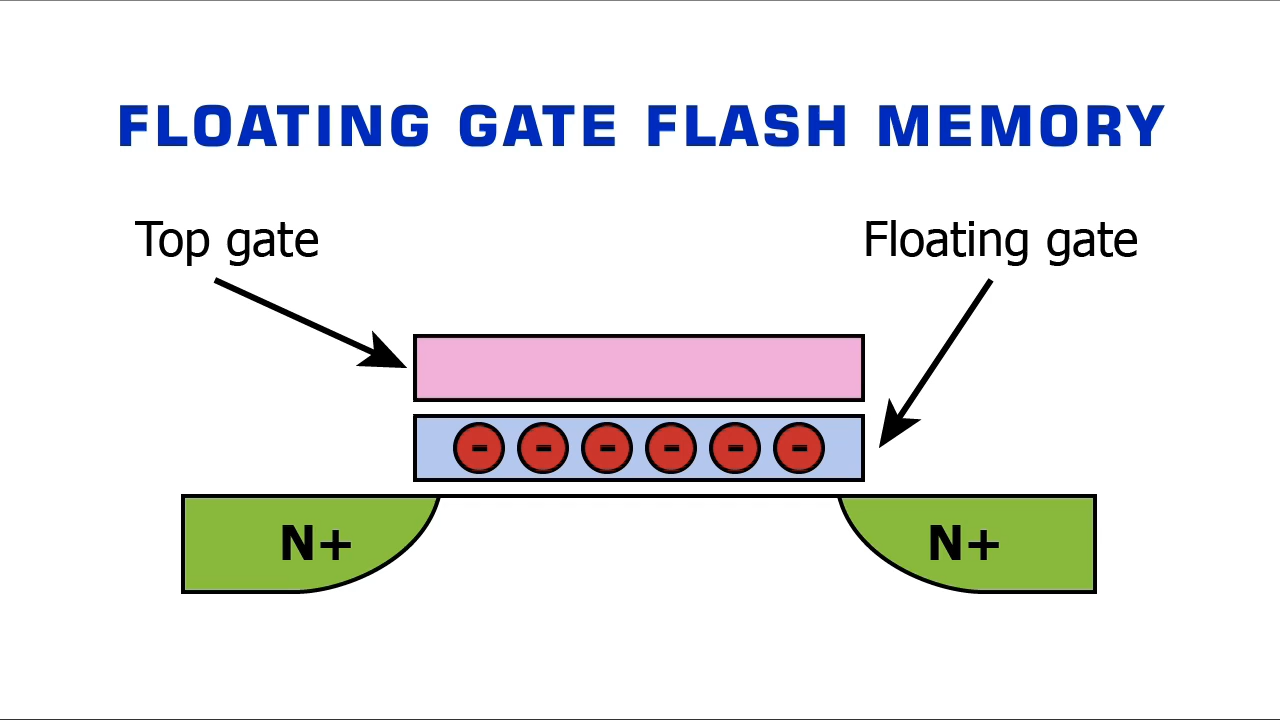 FLOATING GATE FLASH MEMORY
Top gate
Floating gate
- - - - - -
N+
N+